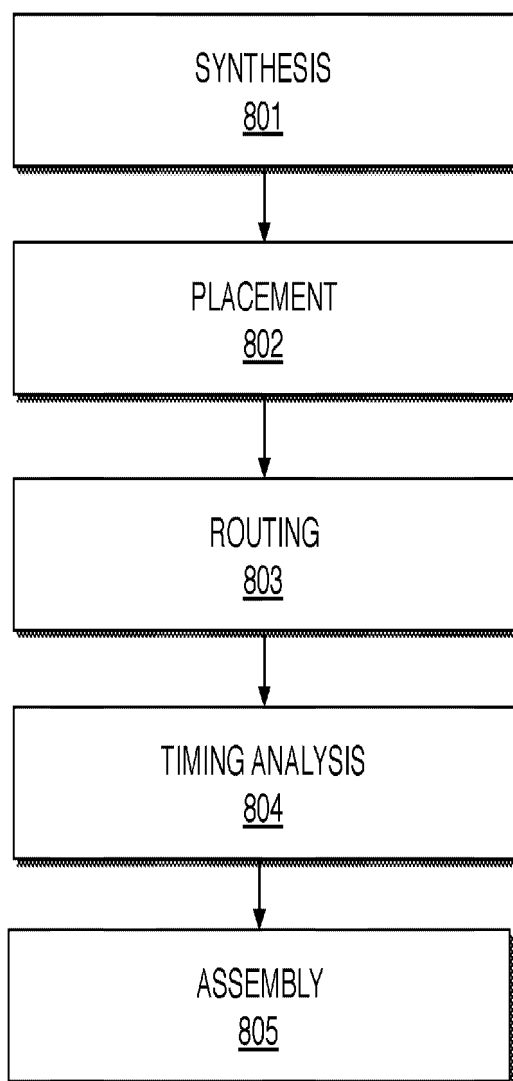 SYNTHESIS
801
PLACEMENT
802
ROUTING
803
TIMING ANALYSIS
804
ASSEMBLY
805